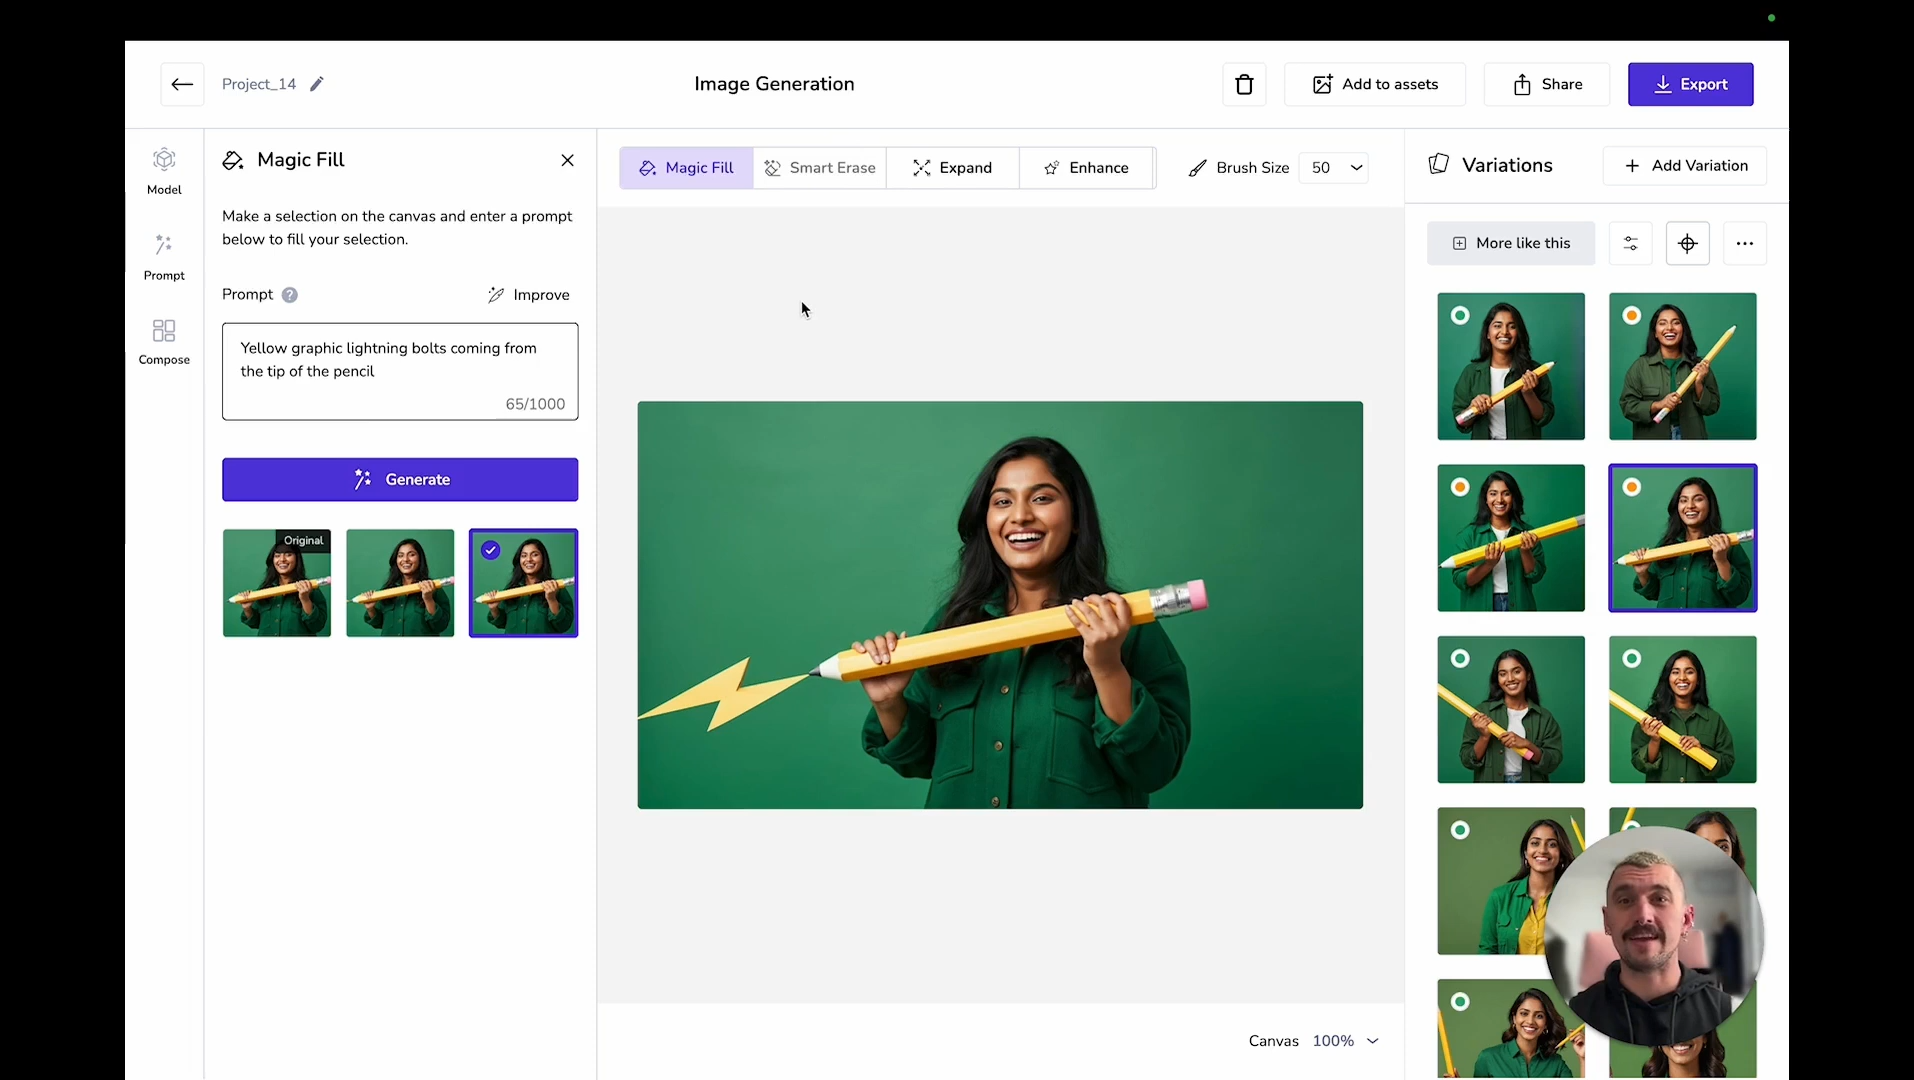 Project_14
Image Generation
Add to assets
Share
Export
Model
Prompt
Compose
Magic Fill
Make a selection on the canvas and enter a prompt
below to fill your selection.
Prompt ?
Improve
Yellow graphic lightning bolts coming from
the tip of the pencil
65/1000
Generate
Original
Magic Fill
Smart Erase
Expand
Enhance
Brush Size
50
Canvas
100%
Variations
+ Add Variation
More like this